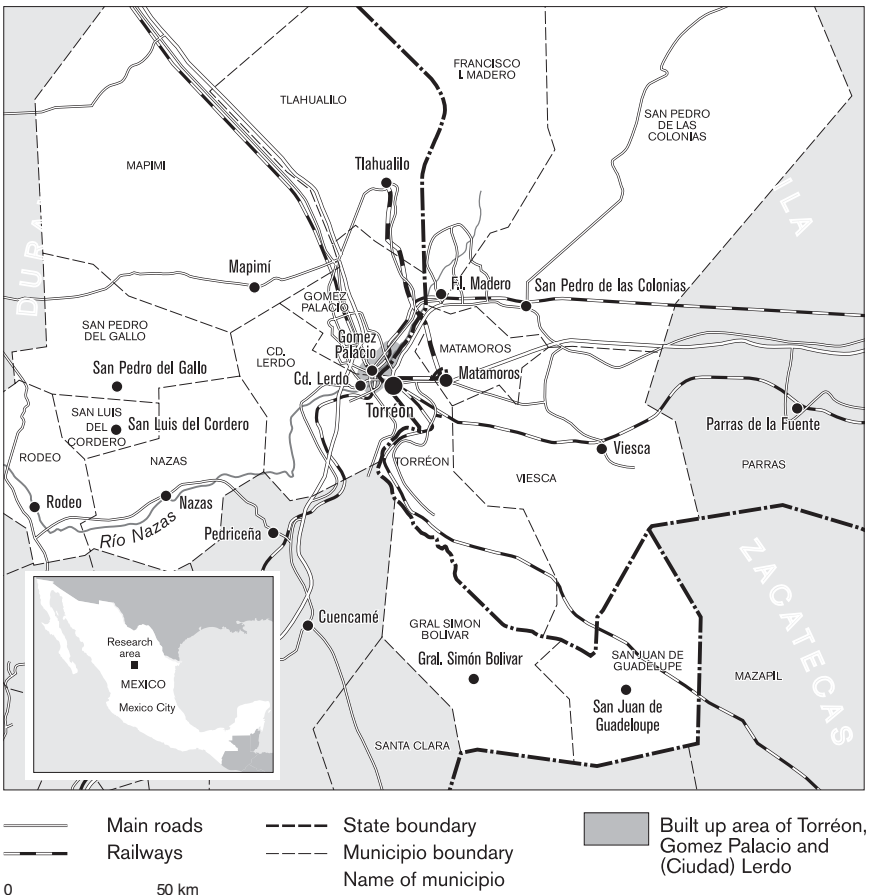 FRANCISCO
I. MADERO
TLAHUALILO
SAN PEDRO
DE LAS
COLONIAS
MAPIMI
Tlahualilo
Mapimí
F.I. Madero
San Pedro de las Colonias
GOMEZ
PALACIO
SAN PEDRO
DEL GALLO
Gomez
Palacio
MATAMOROS
CD.
LERDO
San Pedro del Gallo
Cd. Lerdo
Matamoros
Torréon
SAN LUIS
DEL
CORDERO
San Luis del Cordero
Parras de la Fuente
Viesca
RODEO
NAZAS
TORRÉON
VIESCA
PARRAS
Rodeo
Nazas
Río Nazas
Pedriceña
ZACATECAS
Cuencamé
GRAL SIMON
BOLIVAR
Gral. Simón Bolivar
SAN JUAN DE
GUADELUPE
MAZAPIL
San Juan de
Guadeloupe
SANTA CLARA
Research
area
MEXICO
Mexico City
DURAN
ILA
Main roads
Railways
State boundary
Municipio boundary
Name of municipio
Built up area of Torréon,
Gomez Palacio and
(Ciudad) Lerdo
0 50 km